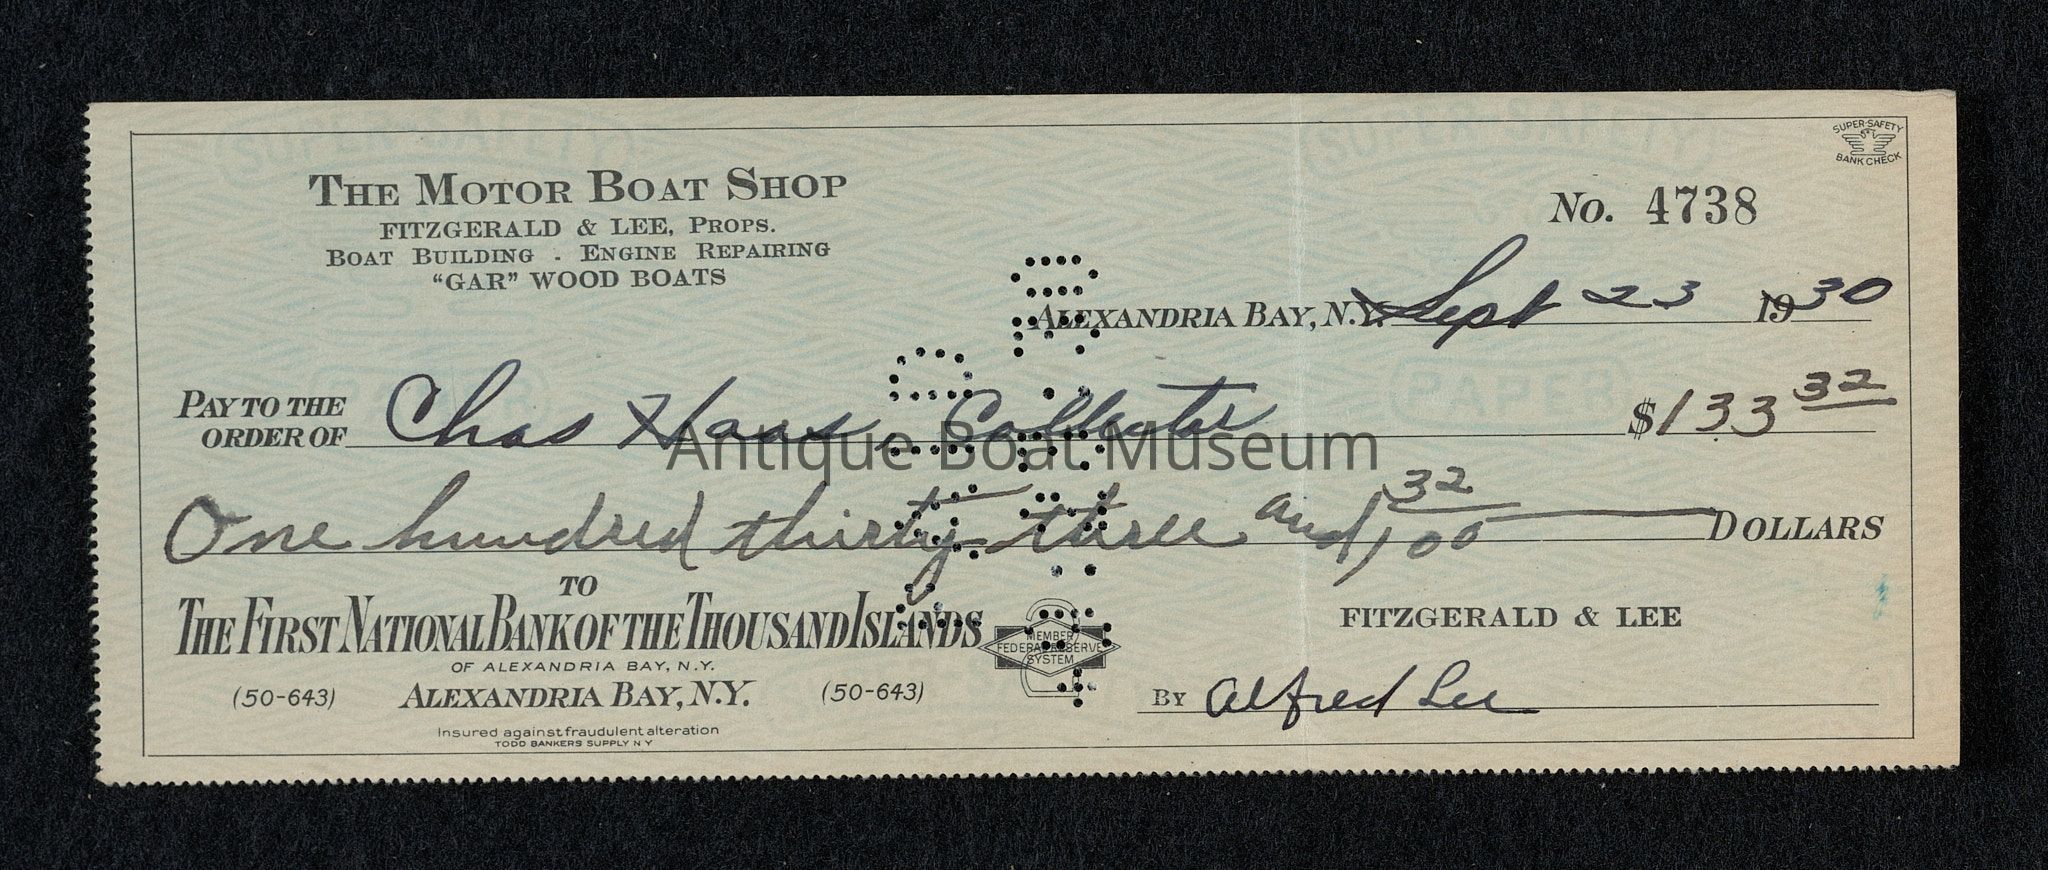 SUPER-SAFETY
BANK CHECK
THE MOTOR BOAT SHOP
FITZGERALD & LEE, PROPS.
BOAT BUILDING - ENGINE REPAIRING
"GAR" WOOD BOATS
No. 4738
ALEXANDRIA BAY, N.Y. Sept 23 1930
PAY TO THE
ORDER OF Chas Haas, Collector $133 32
Antique Boat Museum
One hundred thirty three and 32/100 DOLLARS
TO
THE FIRST NATIONAL BANK OF THE THOUSAND ISLANDS
OF ALEXANDRIA BAY, N.Y.
(50-643) ALEXANDRIA BAY, N.Y. (50-643)
Insured against fraudulent alteration
TODD BANKERS SUPPLY N Y
MEMBER
FEDERAL RESERVE
SYSTEM
FITZGERALD & LEE
BY Alfred Lee